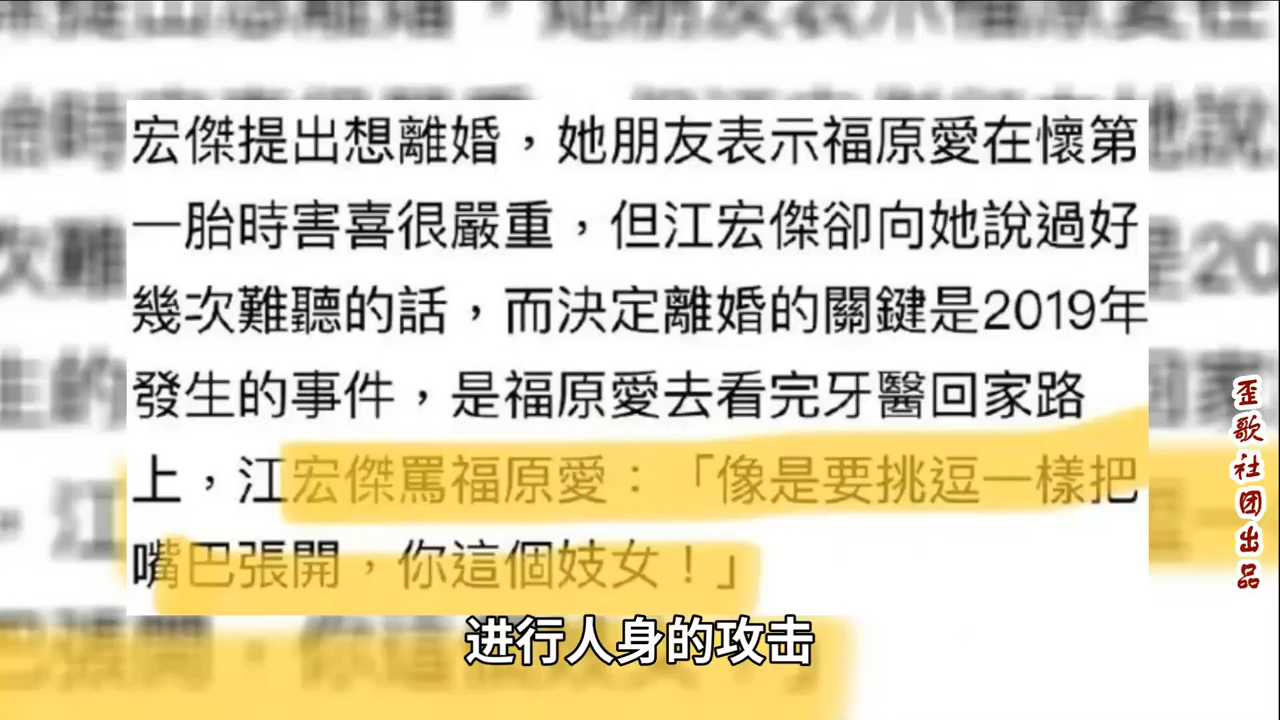 宏傑提出想離婚，她朋友表示福原愛在懷第
一胎時害喜很嚴重，但江宏傑卻向她說過好
幾次難聽的話，而決定離婚的關鍵是2019年
發生的事件，是福原愛去看完牙醫回家路
上，江宏傑罵福原愛：「像是要挑逗一樣把
嘴巴張開，你這個妓女！」
进行人身的攻击
歪歌社团出品